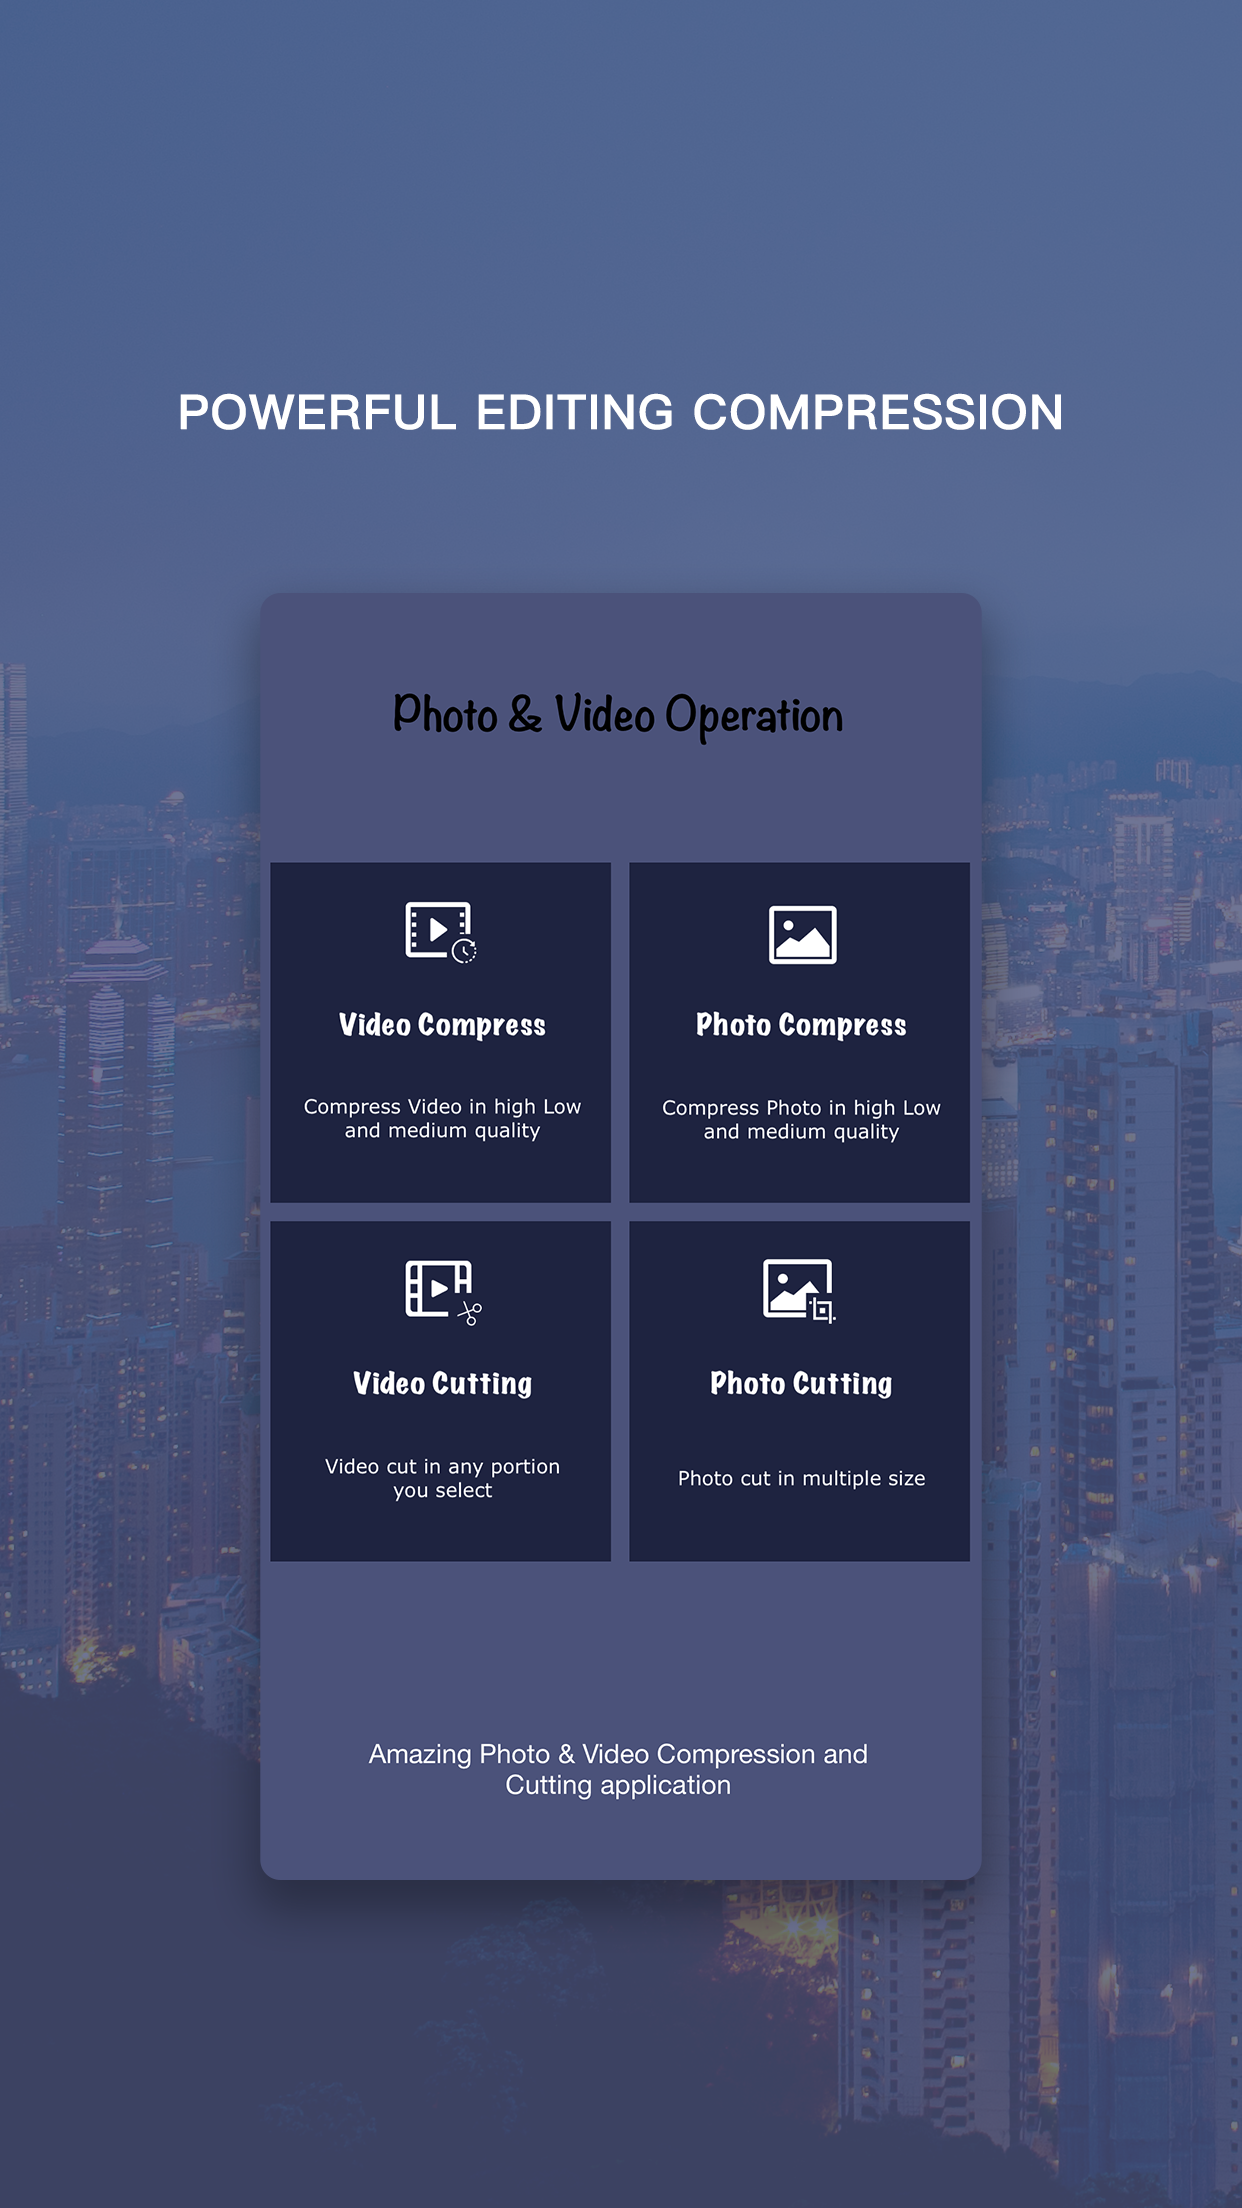 POWERFUL EDITING COMPRESSION
Photo & Video Operation
Video Compress
Compress Video in high Low
and medium quality
Photo Compress
Compress Photo in high Low
and medium quality
Video Cutting
Video cut in any portion
you select
Photo Cutting
Photo cut in multiple size
Amazing Photo & Video Compression and
Cutting application